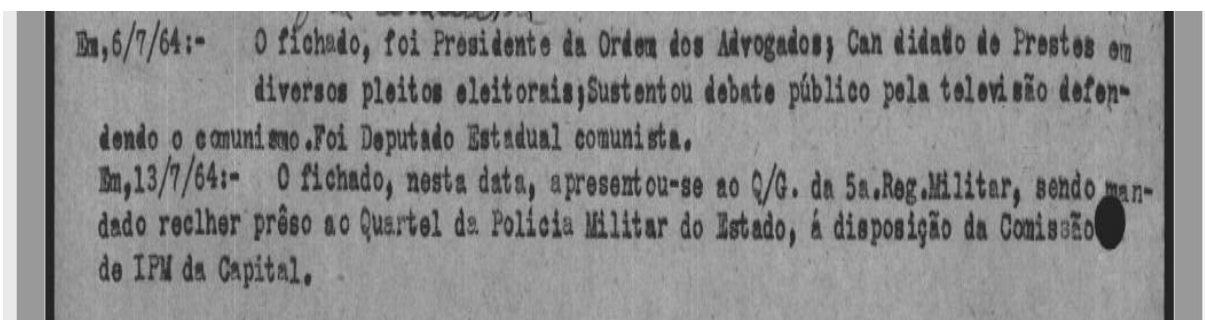 Em,6/7/64:- O fichado, foi Presidente da Ordem dos Advogados; Can didato de Prestes em
diversos pleitos eleitorais;Sustentou debate público pela televisão defen-
dendo o comunismo.Foi Deputado Estadual comunista.
Em,13/7/64:- O fichado, nesta data, apresentou-se ao Q/G. da 5a.Reg.Militar, sendo man-
dado reclher prêso ao Quartel da Policia Militar do Estado, á disposição da Comissão
de IPM da Capital.